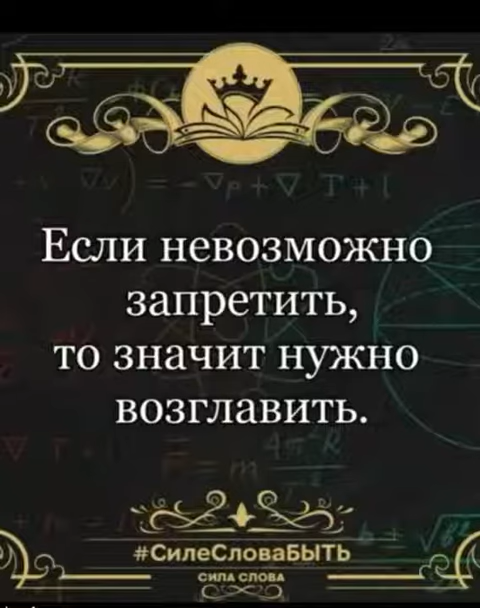 Если невозможно
запретить,
то значит нужно
возглавить.
#СилеСловаБЫТЬ
СИЛА СЛОВА